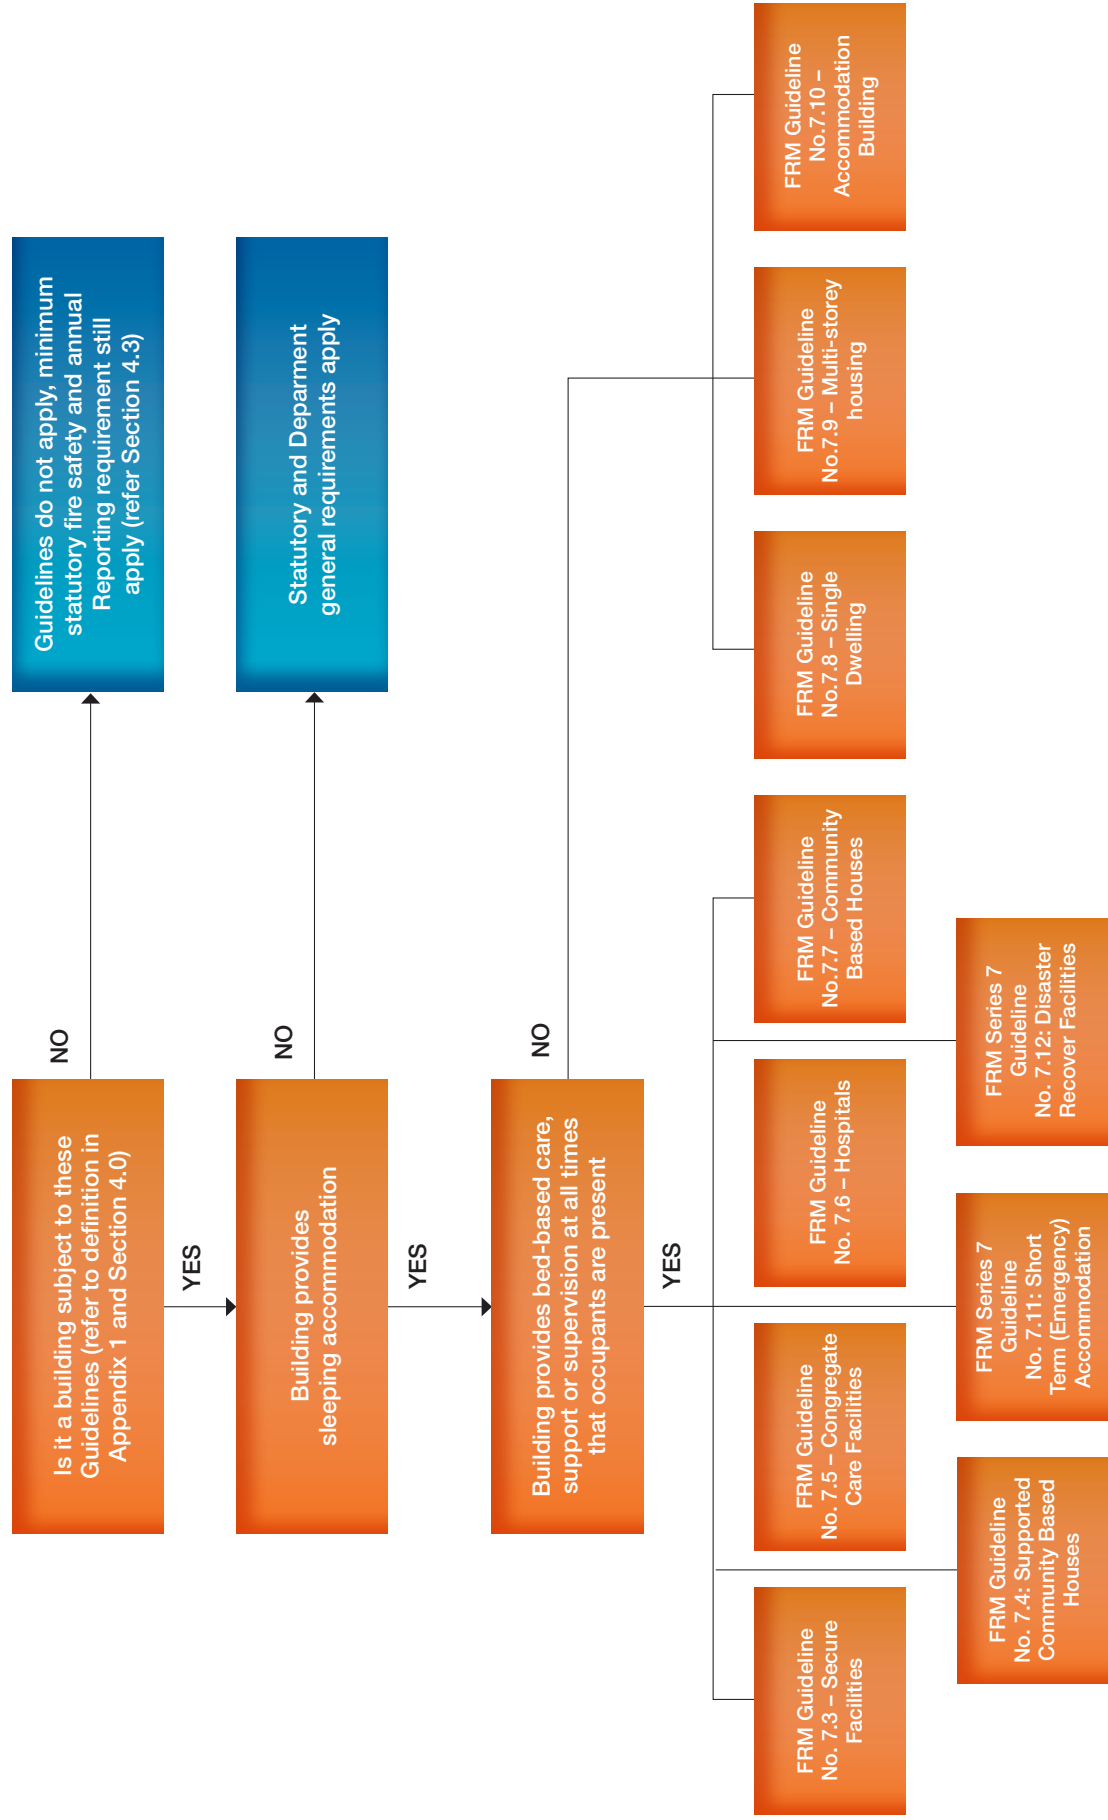 Is it a building subject to these
Guidelines (refer to definition in
Appendix 1 and Section 4.0)
NO
Guidelines do not apply, minimum
statutory fire safety and annual
Reporting requirement still
apply (refer Section 4.3)
YES
Building provides
sleeping accommodation
NO
Statutory and Deparment
general requirements apply
YES
Building provides bed-based care,
support or supervision at all times
that occupants are present
NO
YES
FRM Guideline
No. 7.3 – Secure
Facilities
FRM Guideline
No. 7.5 – Congregate
Care Facilities
FRM Guideline
No. 7.6 – Hospitals
FRM Guideline
No.7.7 – Community
Based Houses
FRM Guideline
No.7.8 – Single
Dwelling
FRM Guideline
No.7.9 – Multi-storey
housing
FRM Guideline
No.7.10 –
Accommodation
Building
FRM Guideline
No. 7.4: Supported
Community Based
Houses
FRM Series 7
Guideline
No. 7.11: Short
Term (Emergency)
Accommodation
FRM Series 7
Guideline
No. 7.12: Disaster
Recover Facilities